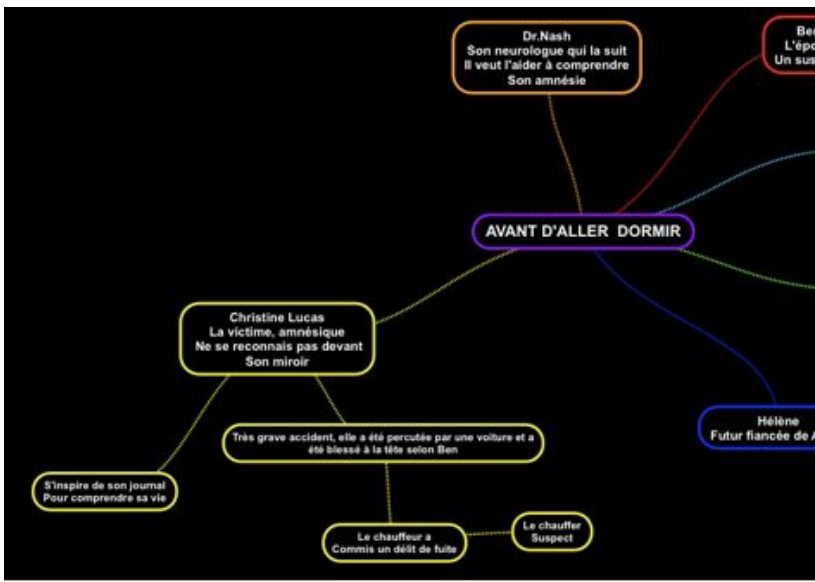 Dr.Nash
Son neurologue qui la suit
Il veut l'aider à comprendre
Son amnésie
Un
AVANT D'ALLER DORMIR
Christine Lucas
La victime, amnésique
Ne se reconnais pas devant
Son miroir
Très grave accident, elle a été percutée par une voiture et a
été blessé à la tête selon Ben
S'inspire de son journal
Pour comprendre sa vie
Le chauffeur a
Commis un délit de fuite
Le chauffer
Suspect
Hélène
Futur fiancée de